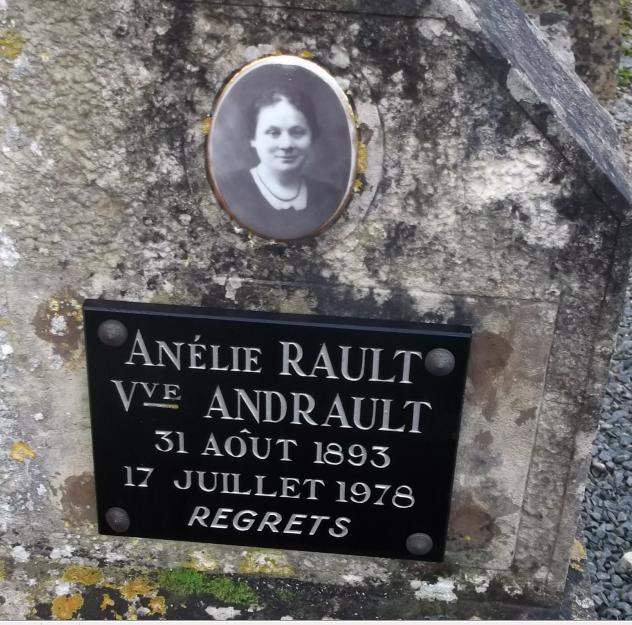 ANÉLIE RAULT
VVE ANDRAULT
31 AOÛT 1893
17 JUILLET 1978
REGRETS